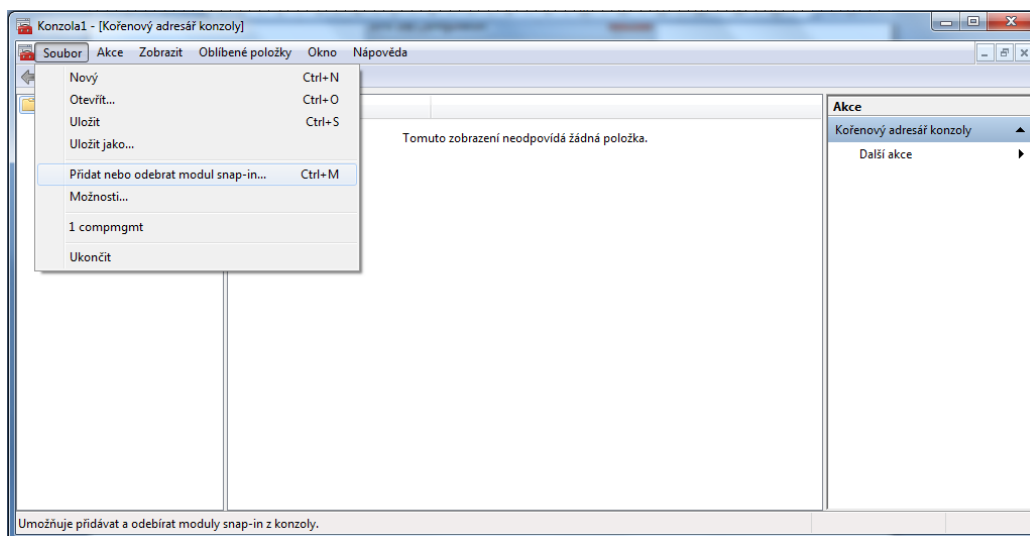 Konzola1 - [Kořenový adresář konzoly]
Soubor Akce Zobrazit Oblíbené položky Okno Nápověda
Nový Ctrl+N
Otevřít... Ctrl+O
Uložit Ctrl+S
Uložit jako...
Přidat nebo odebrat modul snap-in... Ctrl+M
Možnosti...
1 compmgmt
Ukončit
Tomuto zobrazení neodpovídá žádná položka.
Akce
Kořenový adresář konzoly
Další akce
Umožňuje přidávat a odebírat moduly snap-in z konzoly.